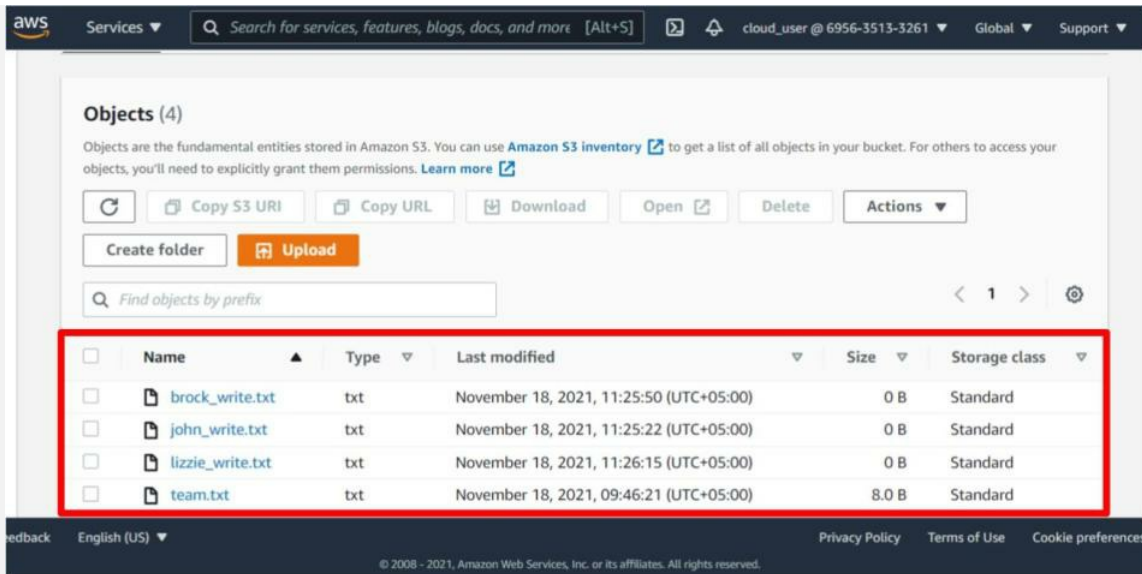 aws Services ▼ Search for services, features, blogs, docs, and more [Alt+S] cloud_user @ 6956-3513-3261 ▼ Global ▼ Support ▼
Objects (4)
Objects are the fundamental entities stored in Amazon S3. You can use Amazon S3 inventory to get a list of all objects in your bucket. For others to access your
objects, you'll need to explicitly grant them permissions. Learn more
Copy S3 URI Copy URL Download Open Delete Actions ▼
Create folder Upload
Find objects by prefix < 1 >
Name ▲ Type ▽ Last modified ▽ Size ▽ Storage class ▽
brock_write.txt txt November 18, 2021, 11:25:50 (UTC+05:00) 0 B Standard
john_write.txt txt November 18, 2021, 11:25:22 (UTC+05:00) 0 B Standard
lizzie_write.txt txt November 18, 2021, 11:26:15 (UTC+05:00) 0 B Standard
team.txt txt November 18, 2021, 09:46:21 (UTC+05:00) 8.0 B Standard
edback English (US) ▼ Privacy Policy Terms of Use Cookie preferences
© 2008 - 2021, Amazon Web Services, Inc. or its affiliates. All rights reserved.